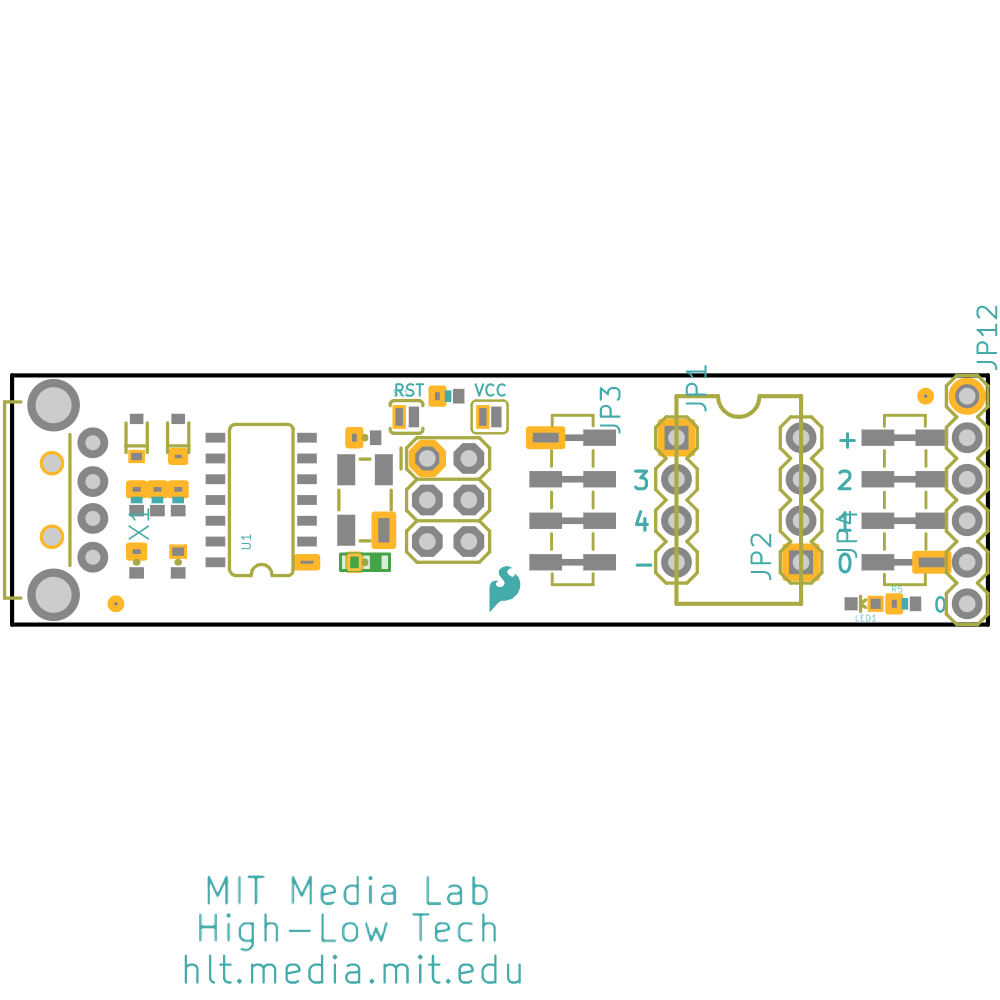 JP12
RST
VCC
JP1
JP3
+
3
2
X1
4
4
U1
JP2
JP4
-
0
R5
0
LED1
MIT Media Lab
High-Low Tech
hlt.media.mit.edu